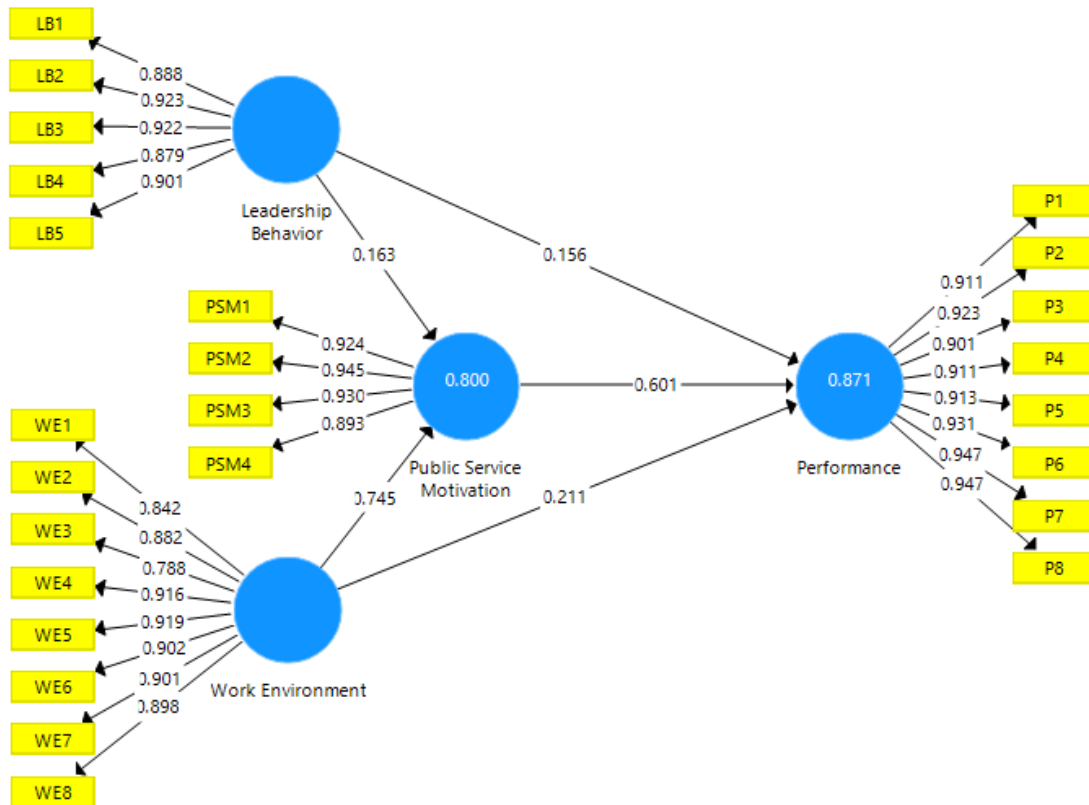 LB1
LB2
LB3
LB4
LB5
0.888
0.923
0.922
0.879
0.901
Leadership
Behavior
0.163
0.156
PSM1
PSM2
PSM3
PSM4
0.924
0.945
0.930
0.893
0.800
Public Service
Motivation
0.601
0.745
0.211
WE1
WE2
WE3
WE4
WE5
WE6
WE7
WE8
0.842
0.882
0.788
0.916
0.919
0.902
0.901
0.898
Work Environment
0.871
Performance
0.911
0.923
0.901
0.911
0.913
0.931
0.947
0.947
P1
P2
P3
P4
P5
P6
P7
P8